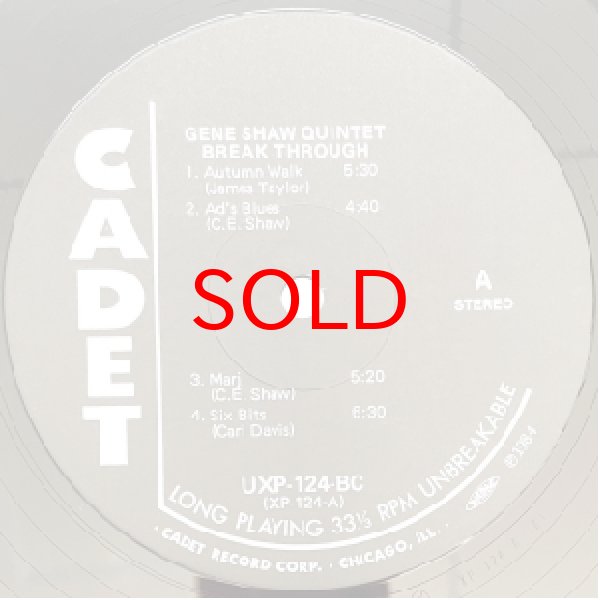 CADET
GENE SHAW QUINTET
BREAK THROUGH
1. Autumn Walk 5:30
(James Taylor)
2. Ad's Blues 4:40
(C.E. Shaw)
SOLD
A
STEREO
3. Marj 5:20
(C.E. Shaw)
4. Six Bits 6:30
(Carl Davis)
UXP-124-BC
(XP 124-A)
LONG PLAYING 33⅓ RPM UNBREAKABLE
. CADET RECORD CORP. · CHICAGO, ILL. .